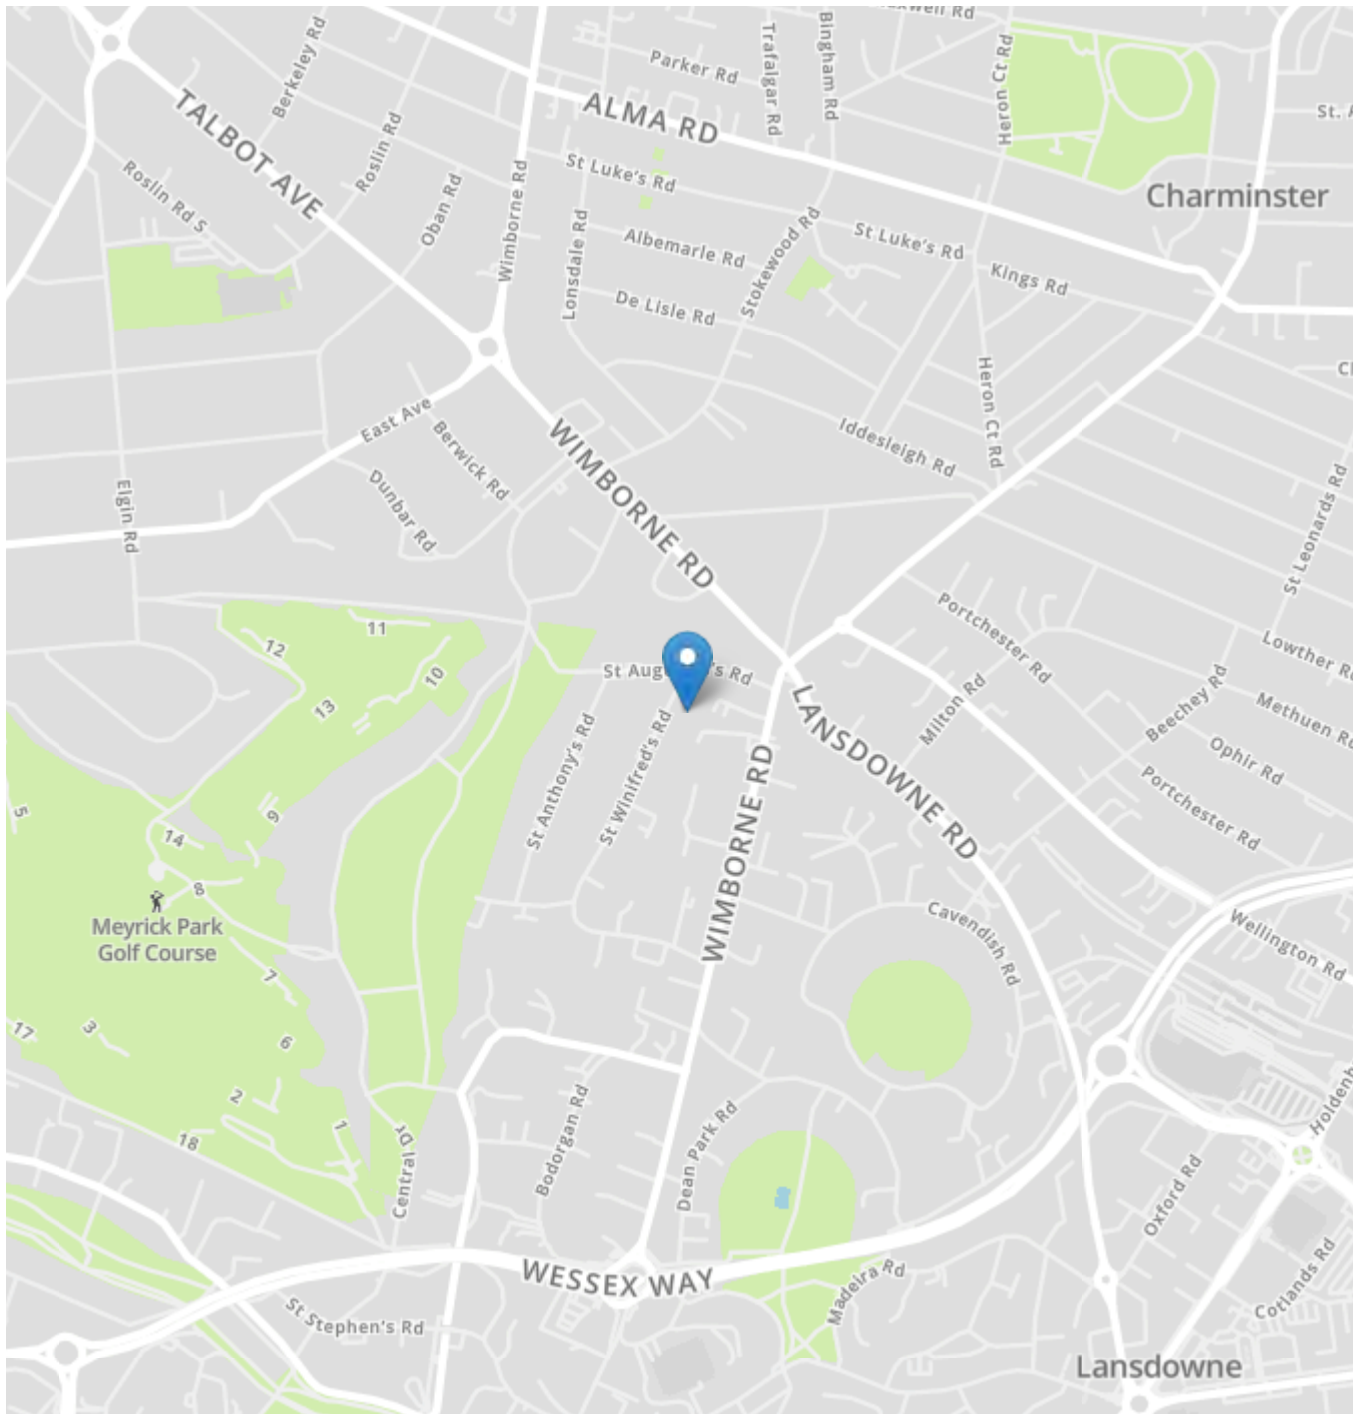 Maxwell Rd
Berkeley Rd
Trafalgar Rd
Bingham Rd
Parker Rd
Heron Ct Rd
TALBOT AVE
ALMA RD
St.
Roslin Rd
Roslin Rd S
Oban Rd
Wimborne Rd
St Luke's Rd
Charminster
Lonsdale Rd
Albemarle Rd
Stokewood Rd
St Luke's Rd
Kings Rd
De Lisle Rd
Heron Ct Rd
East Ave
Berwick Rd
WIMBORNE RD
Iddesleigh Rd
Elgin Rd
Dunbar Rd
St Leonards Rd
Portchester Rd
11
12
10
13
St Aug
's Rd
Lowther Rd
Milton Rd
Beechey Rd
Methuen Rd
LANSDOWNE RD
Ophir Rd
St Anthony's Rd
St Winifred's Rd
WIMBORNE RD
Portchester Rd
5
9
14
8
Meyrick Park
Golf Course
Cavendish Rd
Wellington Rd
7
17
3
6
2
1
18
Central Dr
Bodorgan Rd
Dean Park Rd
Oxford Rd
Holdenh
WESSEX WAY
Madeira Rd
Cotlands Rd
St Stephen's Rd
Lansdowne